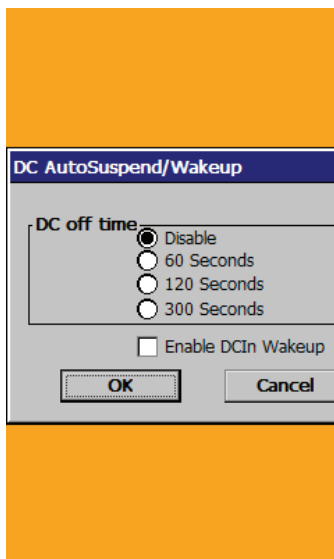 DC AutoSuspend/Wakeup
DC off time
Disable
60 Seconds
120 Seconds
300 Seconds
Enable DCIn Wakeup
OK
Cancel